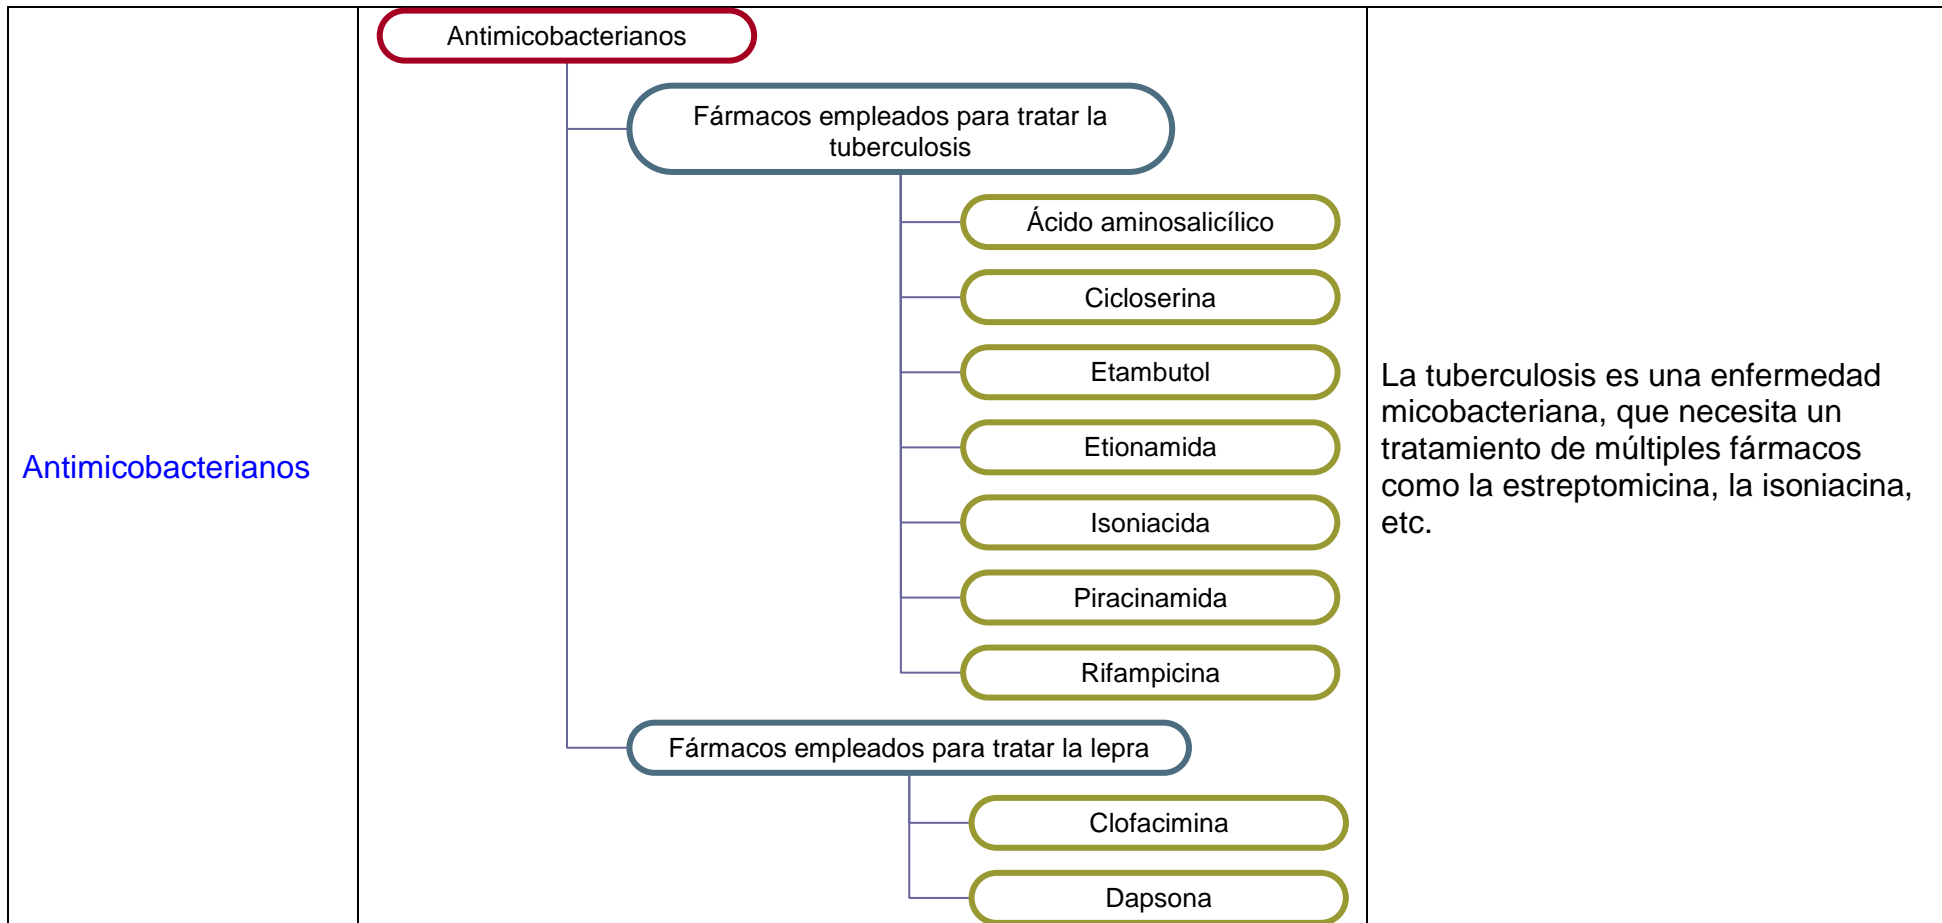 Antimicobacterianos
Antimicobacterianos
Fármacos empleados para tratar la
tuberculosis
Ácido aminosalicílico
Cicloserina
Etambutol
Etionamida
Isoniacida
Piracinamida
Rifampicina
Fármacos empleados para tratar la lepra
Clofacimina
Dapsona
La tuberculosis es una enfermedad
micobacteriana, que necesita un
tratamiento de múltiples fármacos
como la estreptomicina, la isoniacina,
etc.